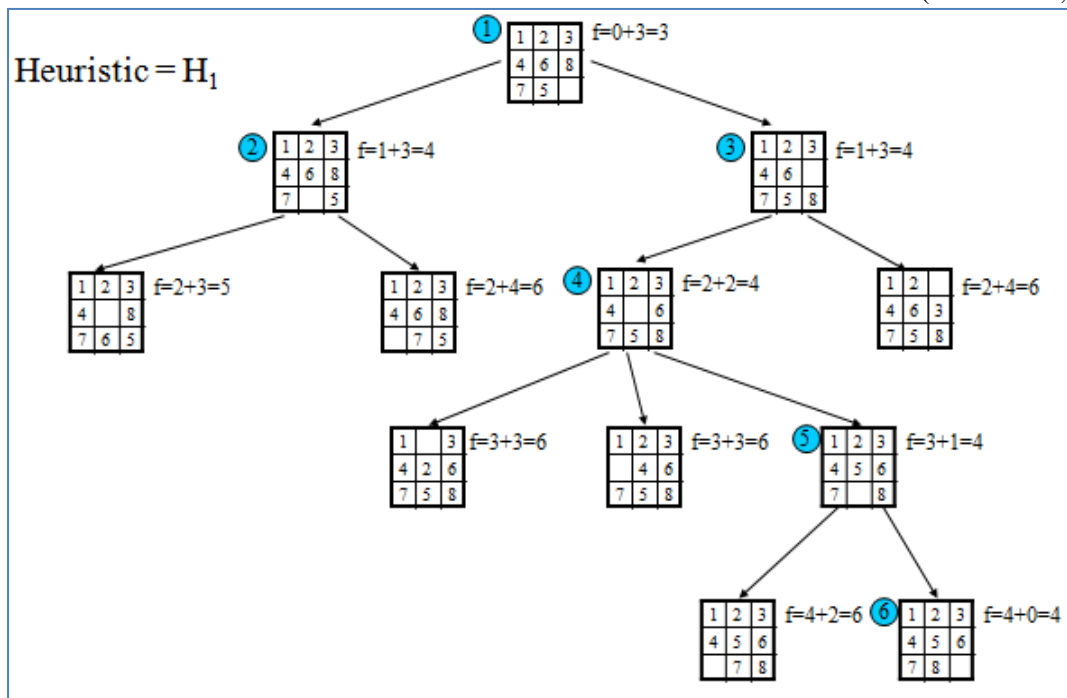 1
1 2 3
4 6 8
7 5
f=0+3=3
Heuristic = H1
2
1 2 3
4 6 8
7 5
f=1+3=4
3
1 2 3
4 6
7 5 8
f=1+3=4
1 2 3
4 8
7 6 5
f=2+3=5
1 2 3
4 6 8
7 5
f=2+4=6
4
1 2 3
4 6
7 5 8
f=2+2=4
1 2
4 6 3
7 5 8
f=2+4=6
1 3
4 2 6
7 5 8
f=3+3=6
1 2 3
4 6
7 5 8
f=3+3=6
5
1 2 3
4 5 6
7 8
f=3+1=4
1 2 3
4 5 6
7 8
f=4+2=6
6
1 2 3
4 5 6
7 8
f=4+0=4